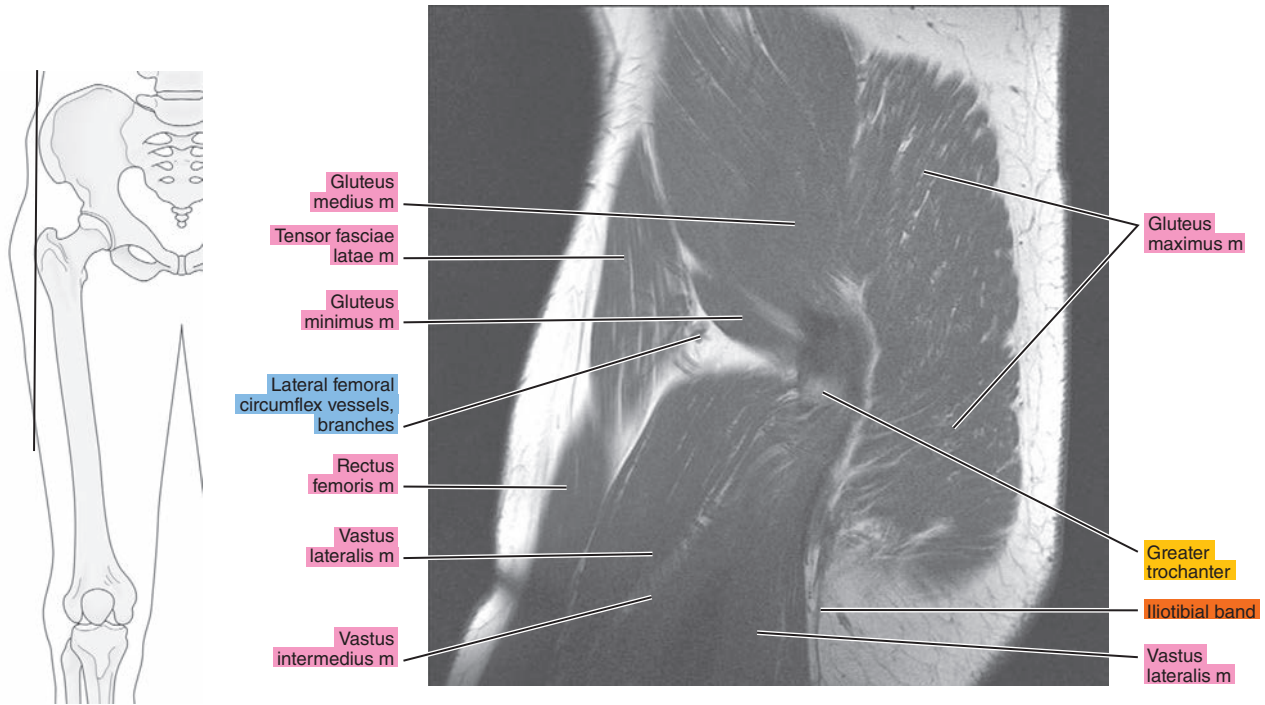 Gluteus
medius m
Tensor fasciae
latae m
Gluteus
minimus m
Lateral femoral
circumflex vessels,
branches
Rectus
femoris m
Vastus
lateralis m
Vastus
intermedius m
Gluteus
maximus m
Greater
trochanter
Iliotibial band
Vastus
lateralis m